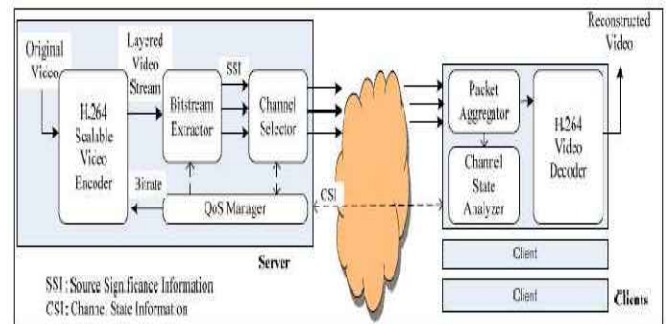 Original
Video
Layered
Video
Stream
SSI
H.264
Scalable
Video
Encoder
Bitstream
Extractor
Channel
Selector
Bitrate
QoS Manager
CSI
Server
SSI: Source Significance Information
CSI: Channel State Information
Reconstructed
Video
Packet
Aggregator
Channel
State
Analyzer
H.264
Video
Decoder
Client
Client
Clients